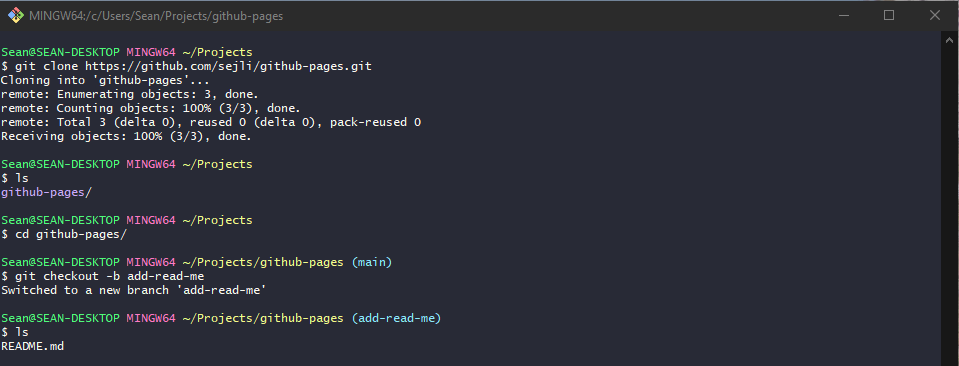 MINGW64:/c/Users/Sean/Projects/github-pages
Sean@SEAN-DESKTOP MINGW64 ~/Projects
$ git clone https://github.com/sejli/github-pages.git
Cloning into 'github-pages'...
remote: Enumerating objects: 3, done.
remote: Counting objects: 100% (3/3), done.
remote: Total 3 (delta 0), reused 0 (delta 0), pack-reused 0
Receiving objects: 100% (3/3), done.
Sean@SEAN-DESKTOP MINGW64 ~/Projects
$ ls
github-pages/
Sean@SEAN-DESKTOP MINGW64 ~/Projects
$ cd github-pages/
Sean@SEAN-DESKTOP MINGW64 ~/Projects/github-pages (main)
$ git checkout -b add-read-me
Switched to a new branch 'add-read-me'
Sean@SEAN-DESKTOP MINGW64 ~/Projects/github-pages (add-read-me)
$ ls
README.md